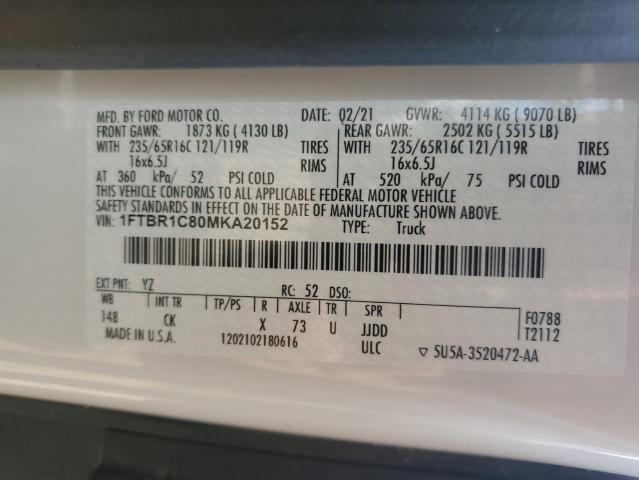 MFD. BY FORD MOTOR CO. DATE: 02/21 GVWR: 4114 KG ( 9070 LB)
FRONT GAWR: 1873 KG ( 4130 LB) REAR GAWR: 2502 KG ( 5515 LB)
WITH 235/65R16C 121/119R TIRES WITH 235/65R16C 121/119R TIRES
16x6.5J RIMS 16x6.5J RIMS
AT 360 kPa/ 52 PSI COLD AT 520 kPa/ 75 PSI COLD
THIS VEHICLE CONFORMS TO ALL APPLICABLE FEDERAL MOTOR VEHICLE
SAFETY STANDARDS IN EFFECT ON THE DATE OF MANUFACTURE SHOWN ABOVE.
VIN: 1FTBR1C80MKA20152 TYPE: Truck
EXT PNT: YZ RC: 52 DSO:
WB INT TR TP/PS R AXLE TR SPR F0788
148 CK X 73 U JJDD T2112
MADE IN U.S.A. 1202102180616 ULC ▽ 5U5A-3520472-AA